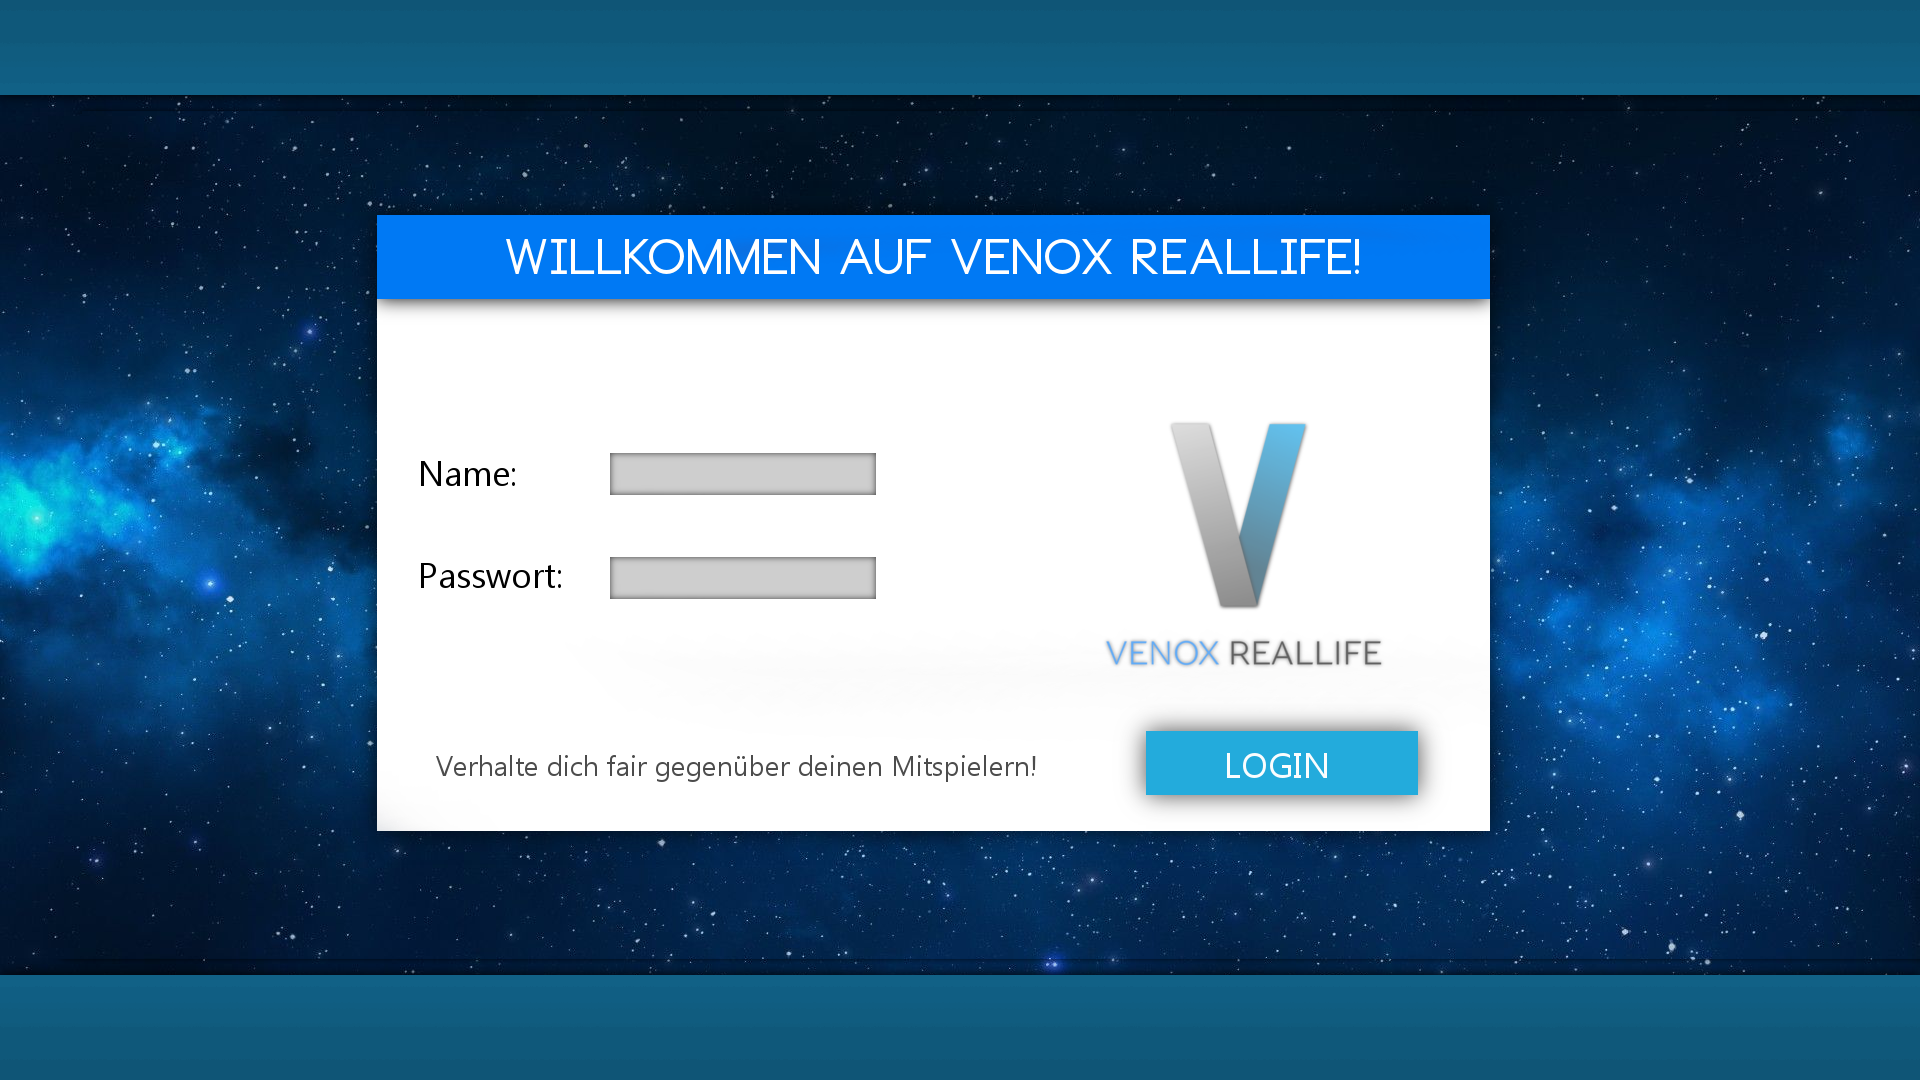 WILLKOMMEN AUF VENOX REALLIFE!
Name:
Passwort:
VENOX REALLIFE
Verhalte dich fair gegenüber deinen Mitspielern!
LOGIN